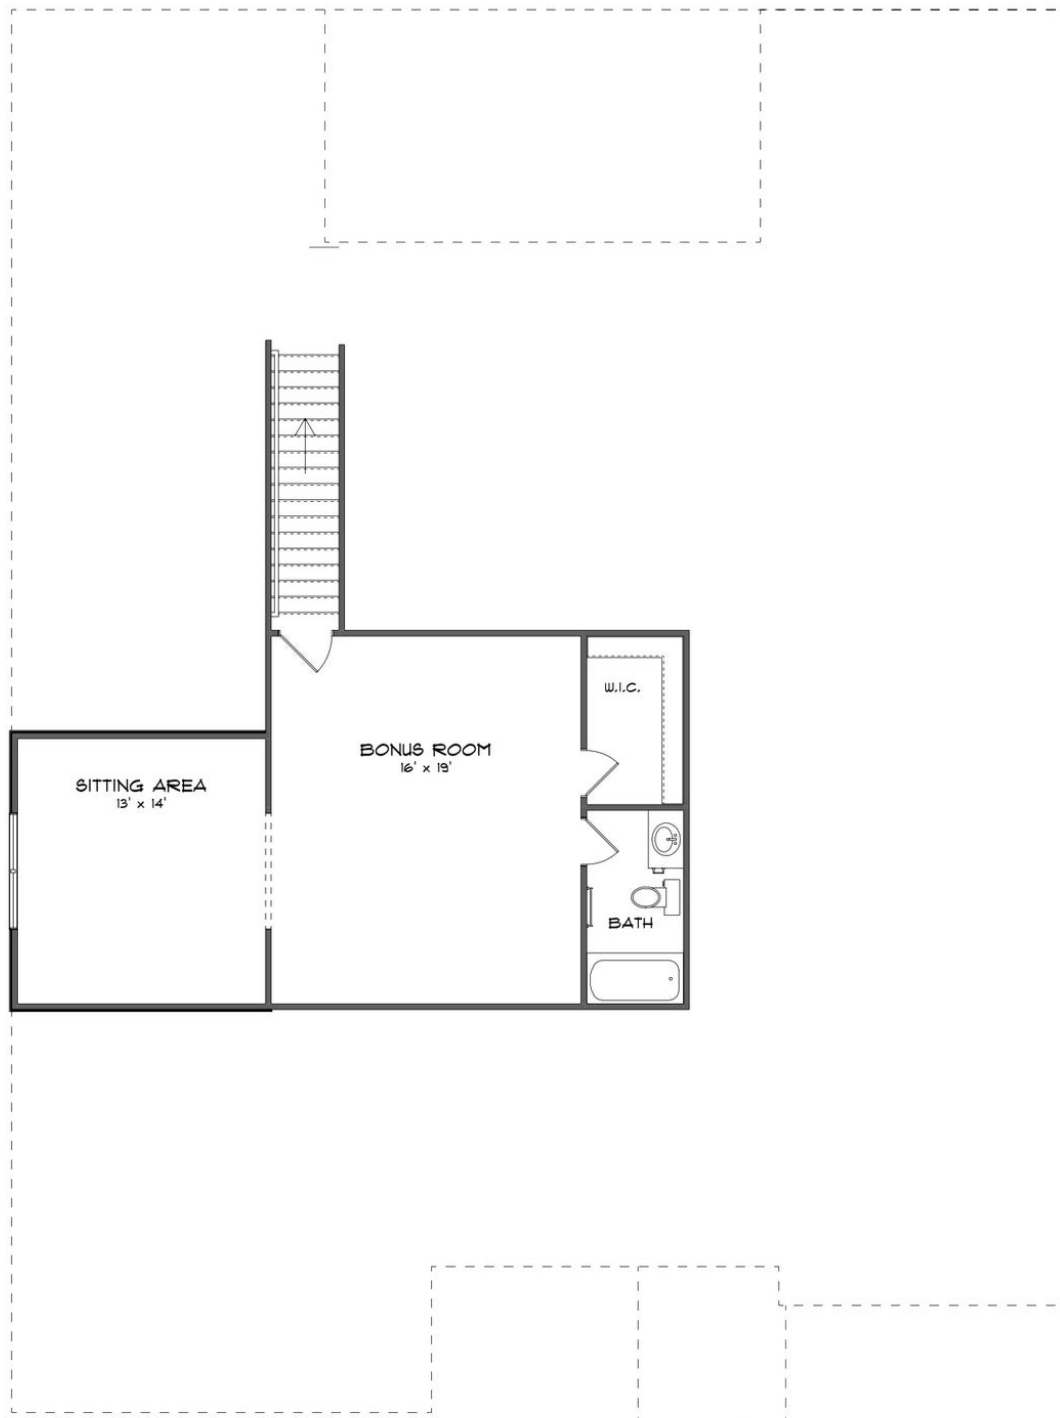 W.I.C.
BONUS ROOM
16' x 19'
SITTING AREA
13' x 14'
BATH